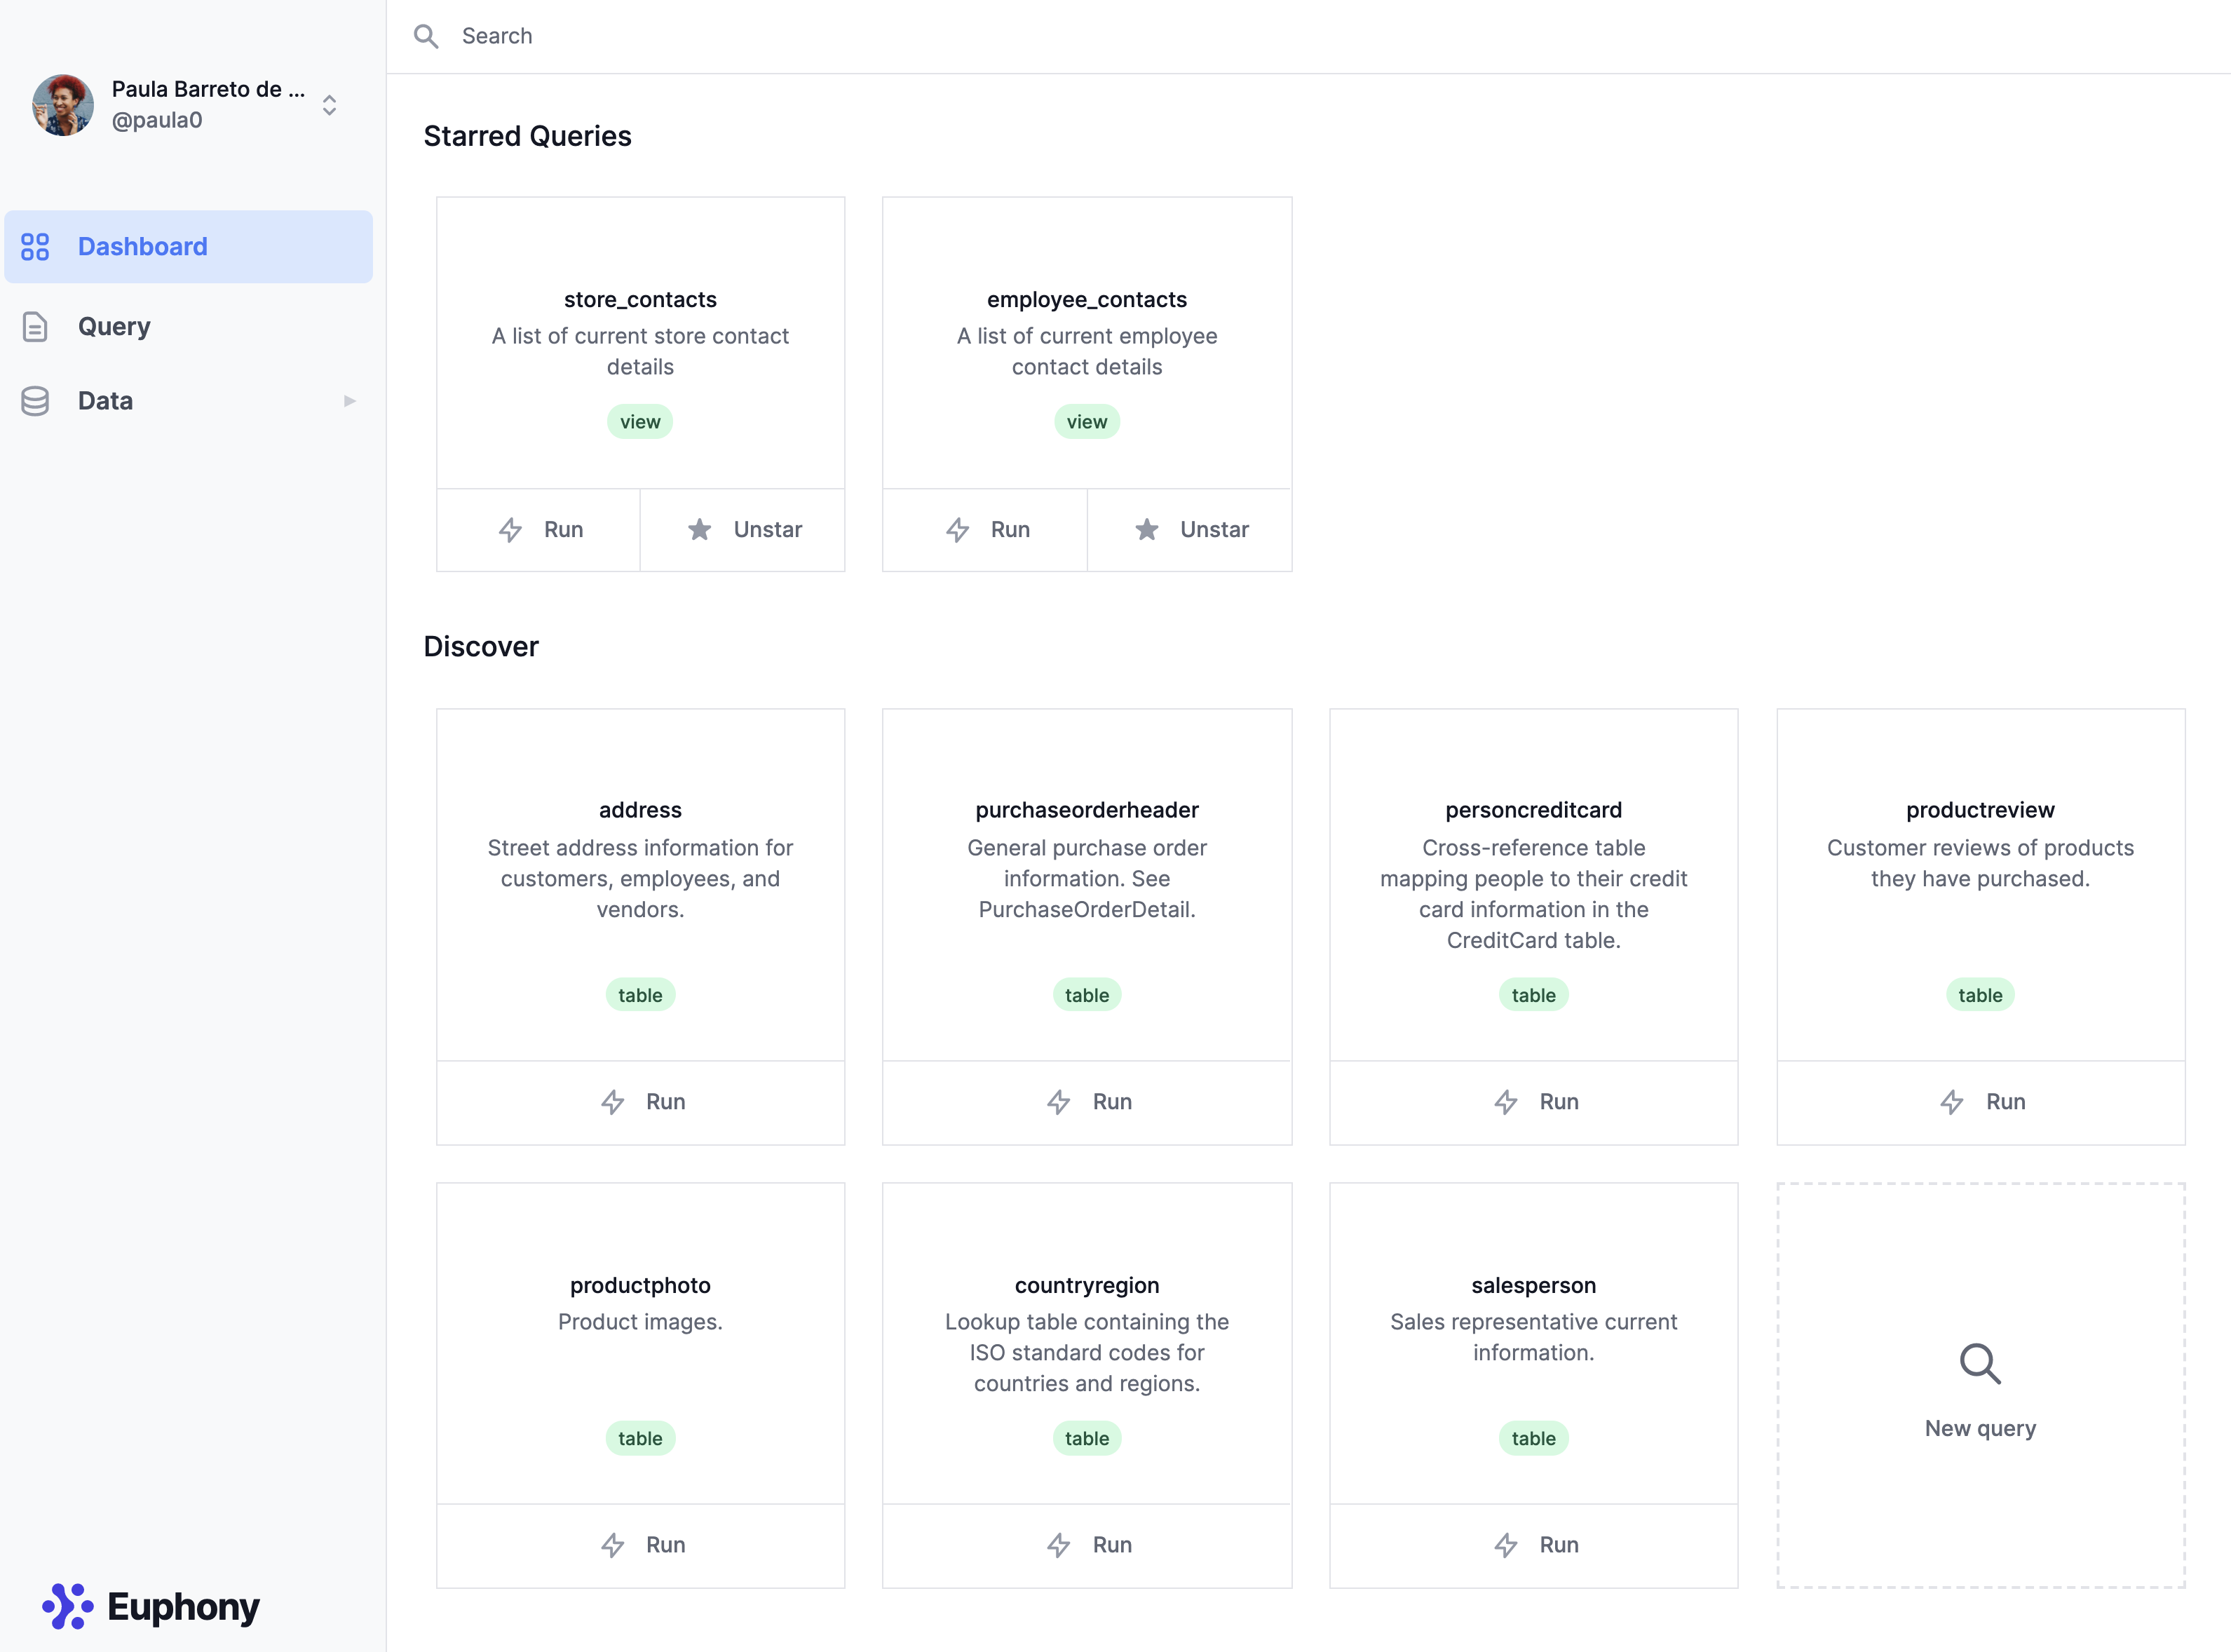 Search
Paula Barreto de ...
@paula0
Dashboard
Query
Data
Euphony
Starred Queries
store_contacts
A list of current store contact
details
view
Run
Unstar
employee_contacts
A list of current employee
contact details
view
Run
Unstar
Discover
address
Street address information for
customers, employees, and
vendors.
table
Run
purchaseorderheader
General purchase order
information. See
PurchaseOrderDetail.
table
Run
personcreditcard
Cross-reference table
mapping people to their credit
card information in the
CreditCard table.
table
Run
productreview
Customer reviews of products
they have purchased.
table
Run
productphoto
Product images.
table
Run
countryregion
Lookup table containing the
ISO standard codes for
countries and regions.
table
Run
salesperson
Sales representative current
information.
table
Run
New query